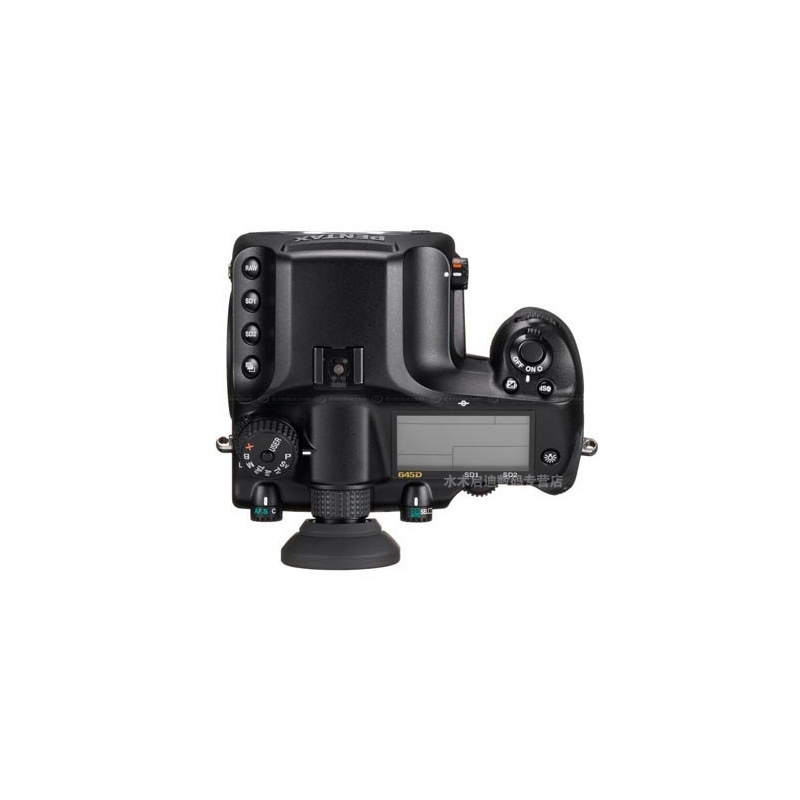 PENTAX
RAW
SD1
SD2
OFF ON
ISO
USER
X
B
P
645D
SD1 SD2
AF.S C
水木启迪数码专营店